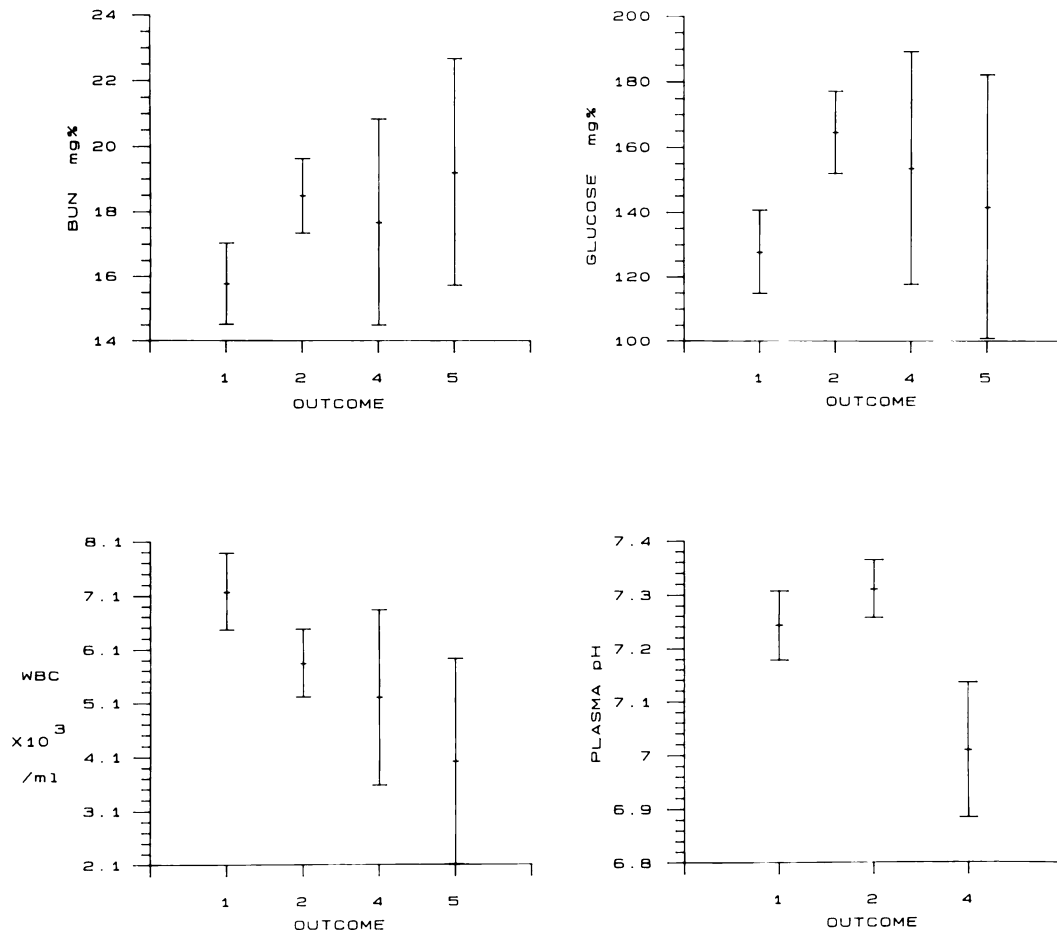 24
22
20
18
16
14
BUN mg%
1 2 4 5
OUTCOME
200
180
160
140
120
100
GLUCOSE mg%
1 2 4 5
OUTCOME
8.1
7.1
6.1
5.1
4.1
3.1
2.1
WBC
X10^3
/ml
1 2 4 5
OUTCOME
7.4
7.3
7.2
7.1
7
6.9
6.8
PLASMA pH
1 2 4
OUTCOME